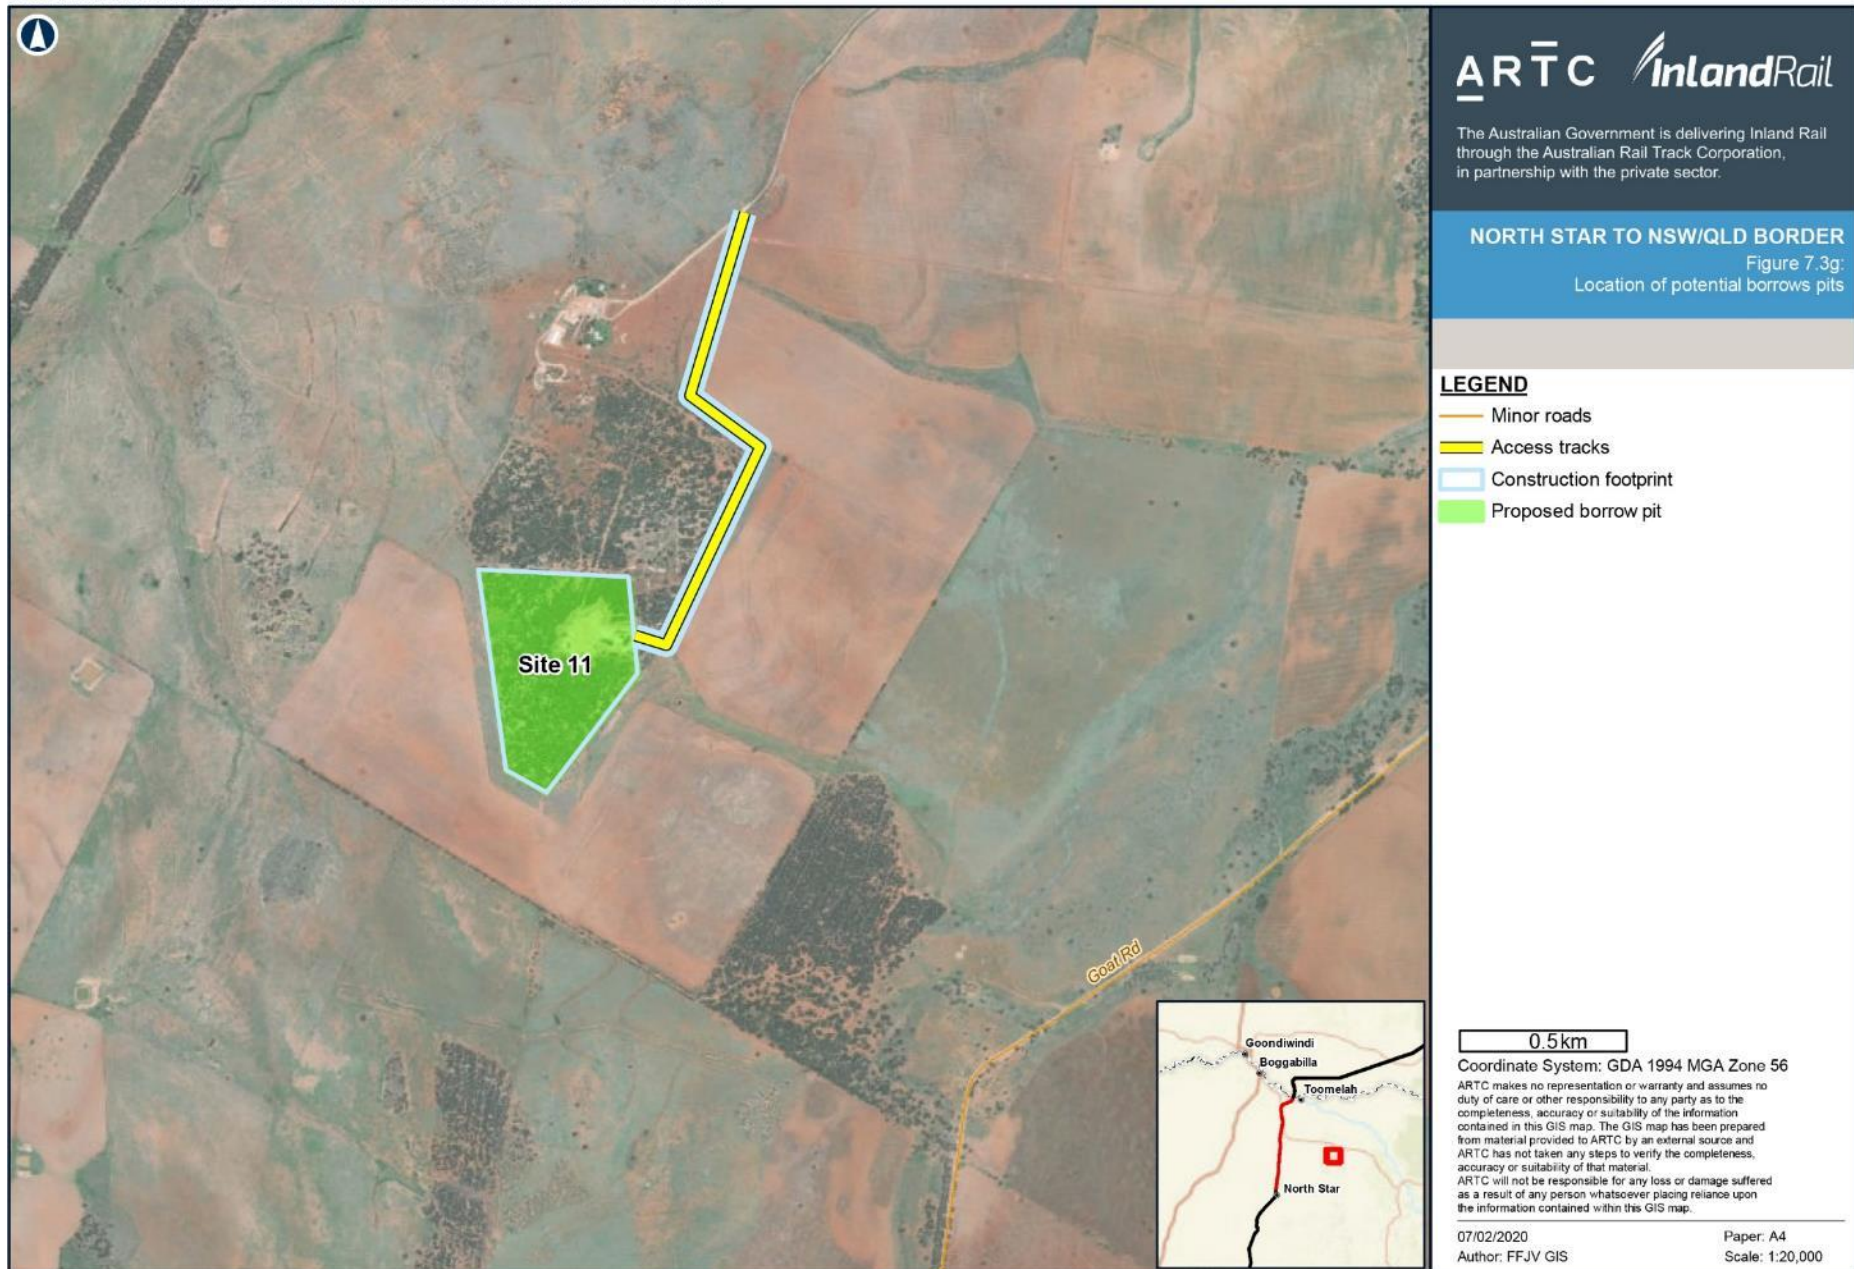 ARTC InlandRail
The Australian Government is delivering Inland Rail
through the Australian Rail Track Corporation,
in partnership with the private sector.
NORTH STAR TO NSW/QLD BORDER
Figure 7.3g:
Location of potential borrows pits
LEGEND
Minor roads
Access tracks
Construction footprint
Proposed borrow pit
Site 11
Goat Rd
Goondiwindi
Boggabilla
Toomelah
North Star
0.5km
Coordinate System: GDA 1994 MGA Zone 56
ARTC makes no representation or warranty and assumes no
duty of care or other responsibility to any party as to the
completeness, accuracy or suitability of the information
contained in this GIS map. The GIS map has been prepared
from material provided to ARTC by an external source and
ARTC has not taken any steps to verify the completeness,
accuracy or suitability of that material.
ARTC will not be responsible for any loss or damage suffered
as a result of any person whatsoever placing reliance upon
the information contained within this GIS map.
07/02/2020 Paper: A4
Author: FFJV GIS Scale: 1:20,000